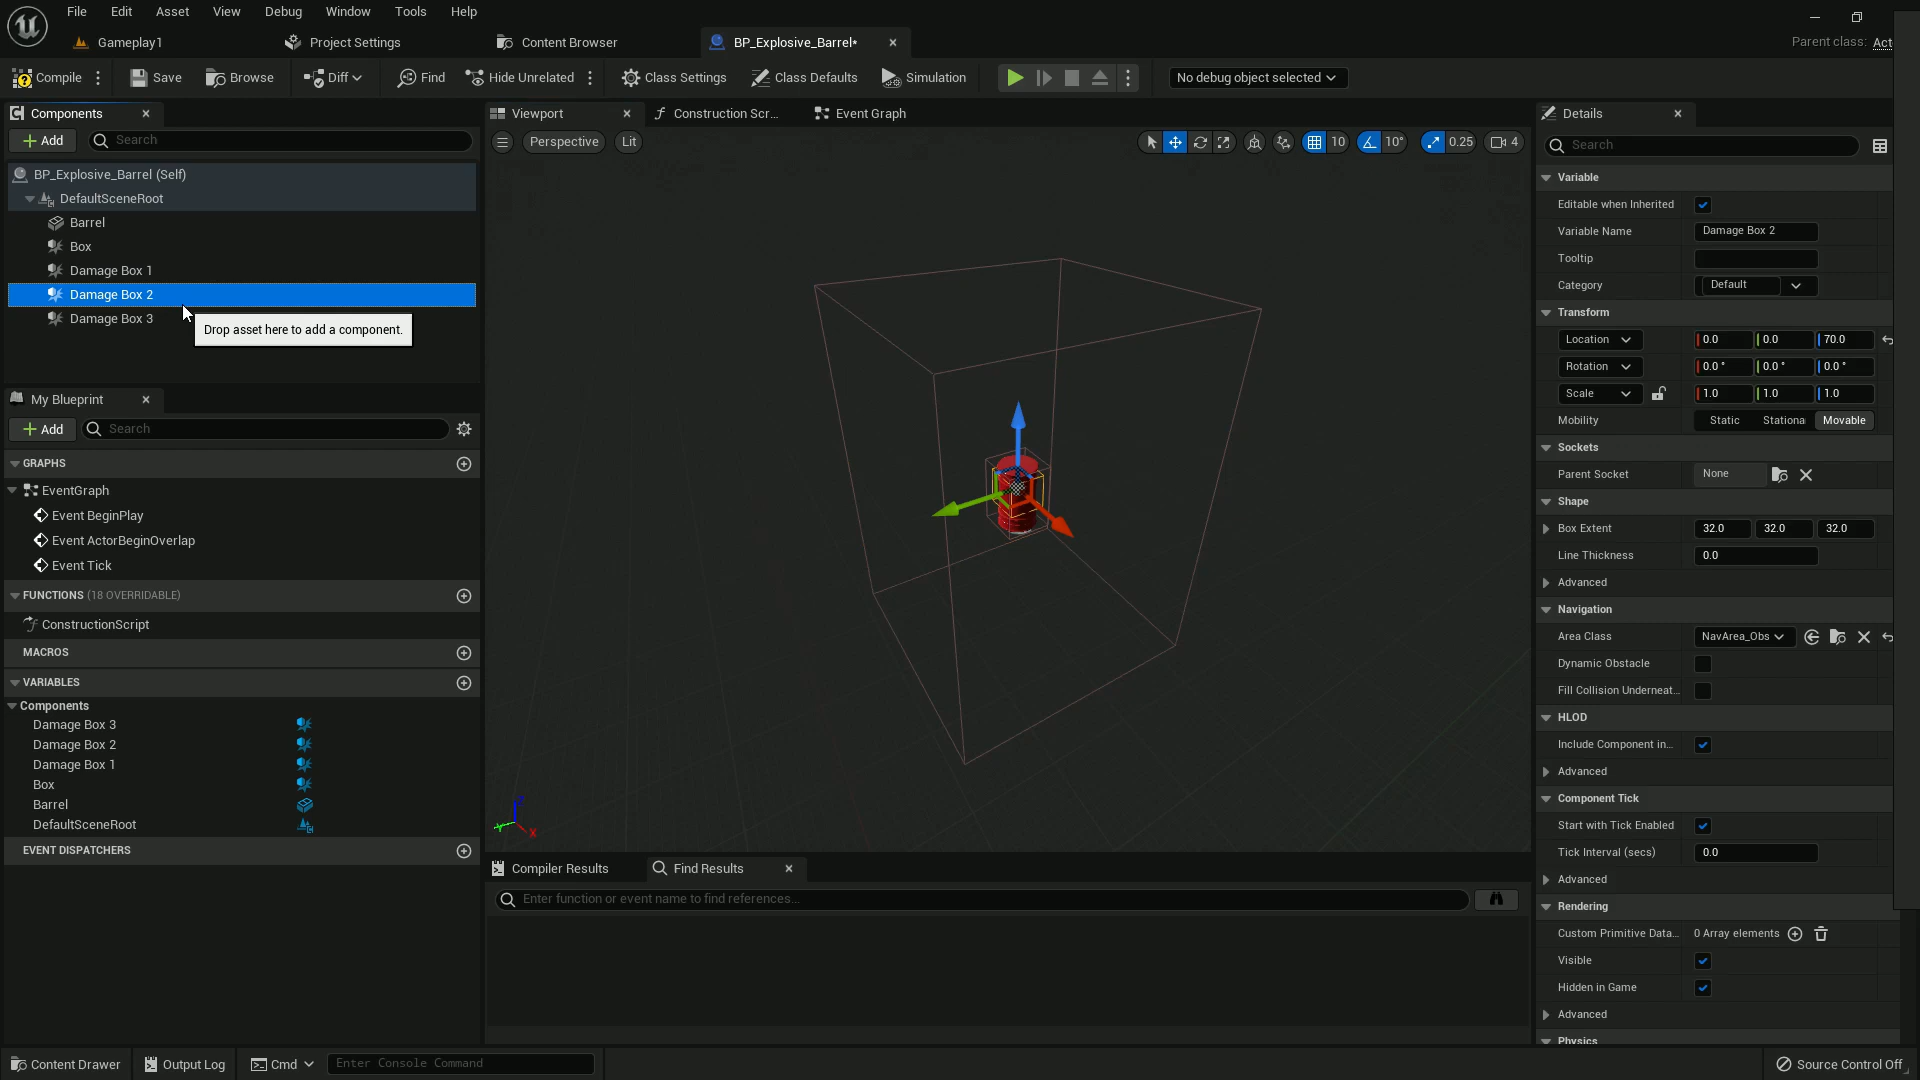 File Edit Asset View Debug Window Tools Help
Gameplay1 Project Settings Content Browser BP_Explosive_Barrel*
Parent class: Act
Compile Save Browse Diff Find Hide Unrelated Class Settings Class Defaults Simulation No debug object selected
Components Viewport Construction Scr... Event Graph Details
Add Search Perspective Lit 10 10° 0.25 4 Search
BP_Explosive_Barrel (Self)
DefaultSceneRoot
Barrel
Box
Damage Box 1
Damage Box 2
Damage Box 3
Drop asset here to add a component.
My Blueprint
Add Search
GRAPHS
EventGraph
Event BeginPlay
Event ActorBeginOverlap
Event Tick
FUNCTIONS (18 OVERRIDABLE)
ConstructionScript
MACROS
VARIABLES
Components
Damage Box 3
Damage Box 2
Damage Box 1
Box
Barrel
DefaultSceneRoot
EVENT DISPATCHERS
Z
Y X
Compiler Results Find Results
Enter function or event name to find references...
Variable
Editable when Inherited
Variable Name Damage Box 2
Tooltip
Category Default
Transform
Location 0.0 0.0 70.0
Rotation 0.0 ° 0.0 ° 0.0 °
Scale 1.0 1.0 1.0
Mobility Static Stationa Movable
Sockets
Parent Socket None
Shape
Box Extent 32.0 32.0 32.0
Line Thickness 0.0
Advanced
Navigation
Area Class NavArea_Obs
Dynamic Obstacle
Fill Collision Underneat...
HLOD
Include Component in...
Advanced
Component Tick
Start with Tick Enabled
Tick Interval (secs) 0.0
Advanced
Rendering
Custom Primitive Data... 0 Array elements
Visible
Hidden in Game
Advanced
Physics
Content Drawer Output Log Cmd Enter Console Command Source Control Off